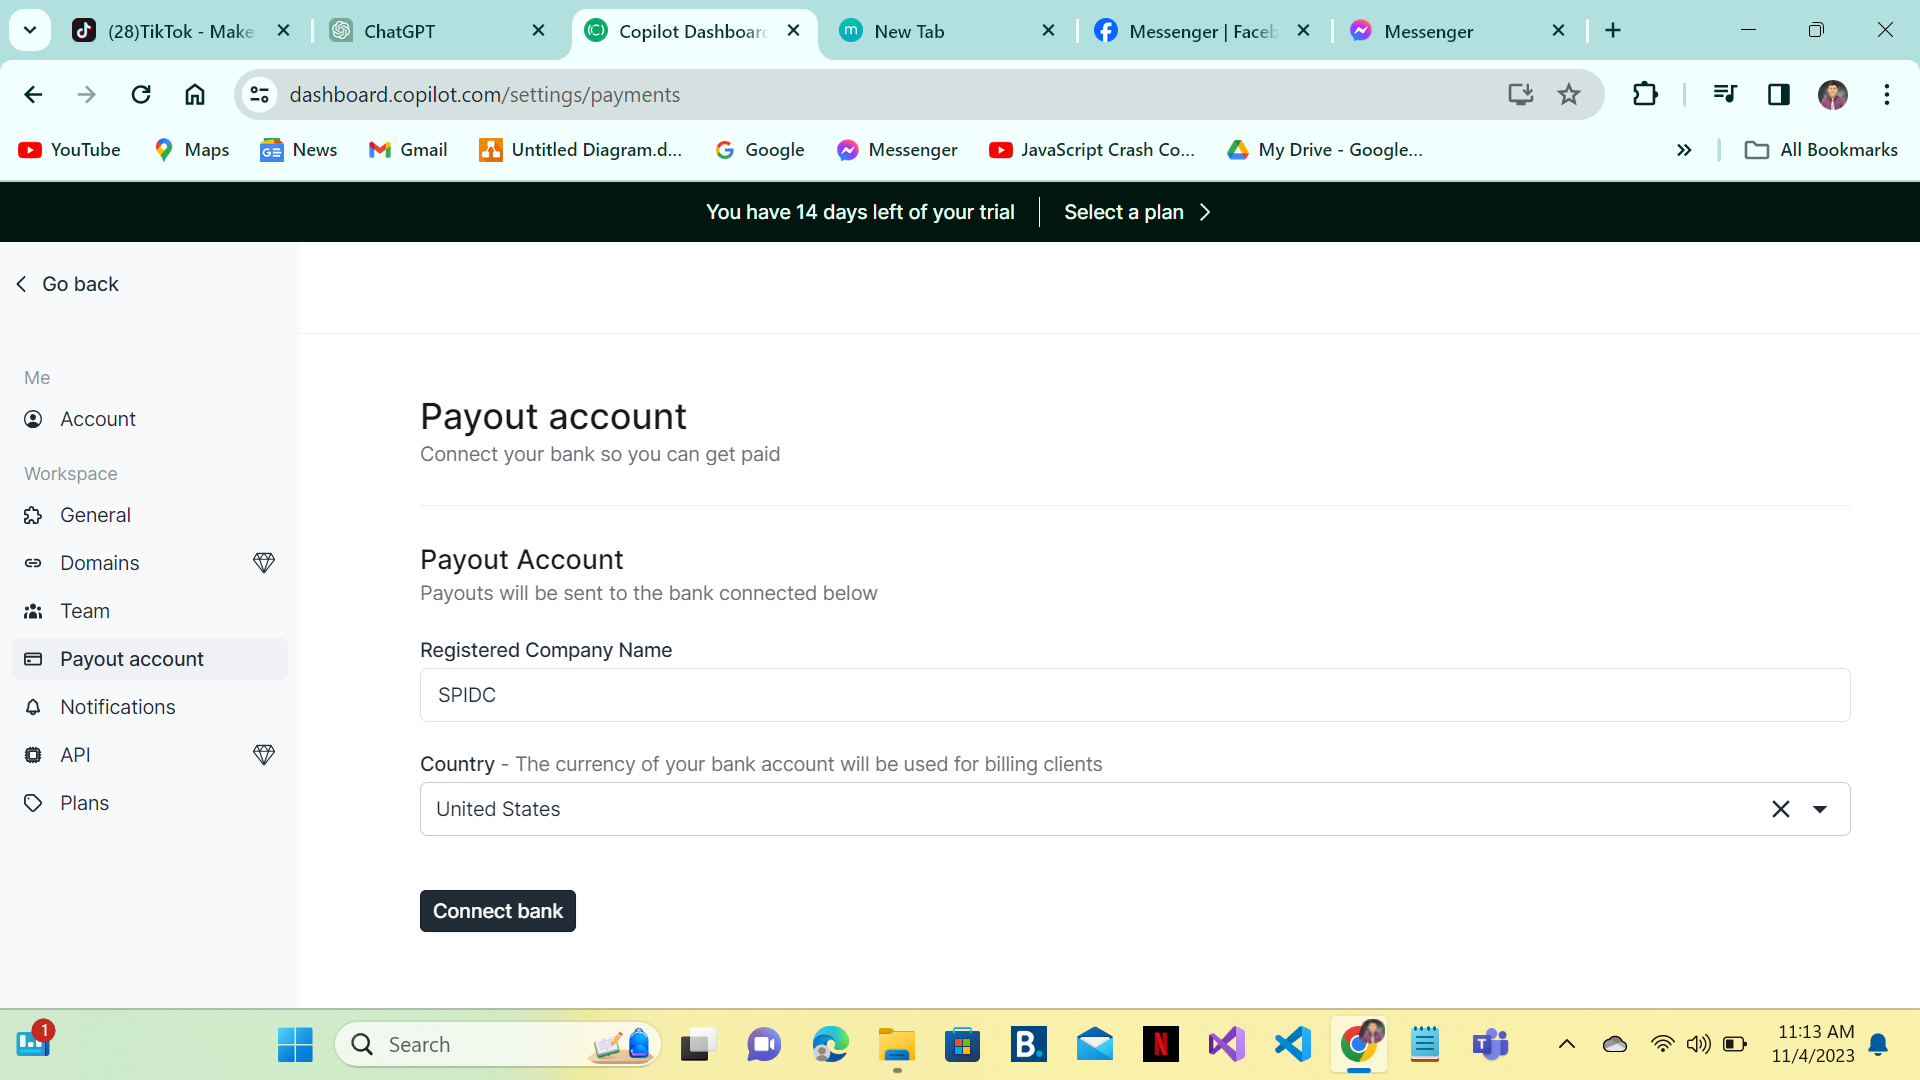 (28)TikTok - Make
ChatGPT
Copilot Dashboard
New Tab
Messenger | Faceb
Messenger
dashboard.copilot.com/settings/payments
YouTube
Maps
News
Gmail
Untitled Diagram.d...
Google
Messenger
JavaScript Crash Co...
My Drive - Google...
All Bookmarks
You have 14 days left of your trial
Select a plan
Go back
Me
Account
Workspace
General
Domains
Team
Payout account
Notifications
API
Plans
Payout account
Connect your bank so you can get paid
Payout Account
Payouts will be sent to the bank connected below
Registered Company Name
SPIDC
Country - The currency of your bank account will be used for billing clients
United States
Connect bank
1
Search
11:13 AM
11/4/2023